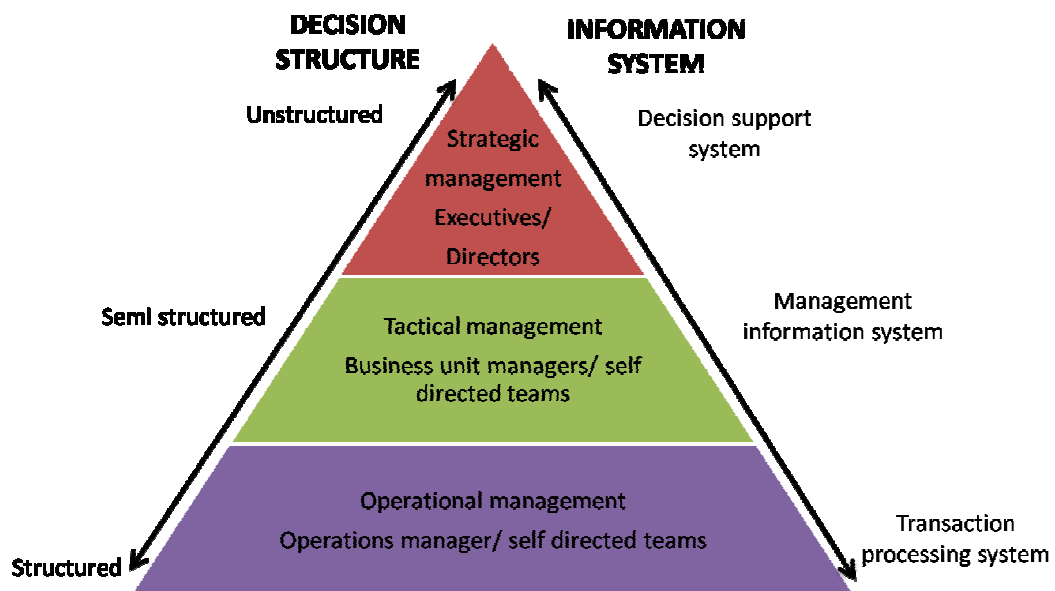 DECISION
STRUCTURE
INFORMATION
SYSTEM
Unstructured
Decision support
system
Strategic
management
Executives/
Directors
Semi structured
Management
information system
Tactical management
Business unit managers/ self
directed teams
Operational management
Operations manager/ self directed teams
Structured
Transaction
processing system